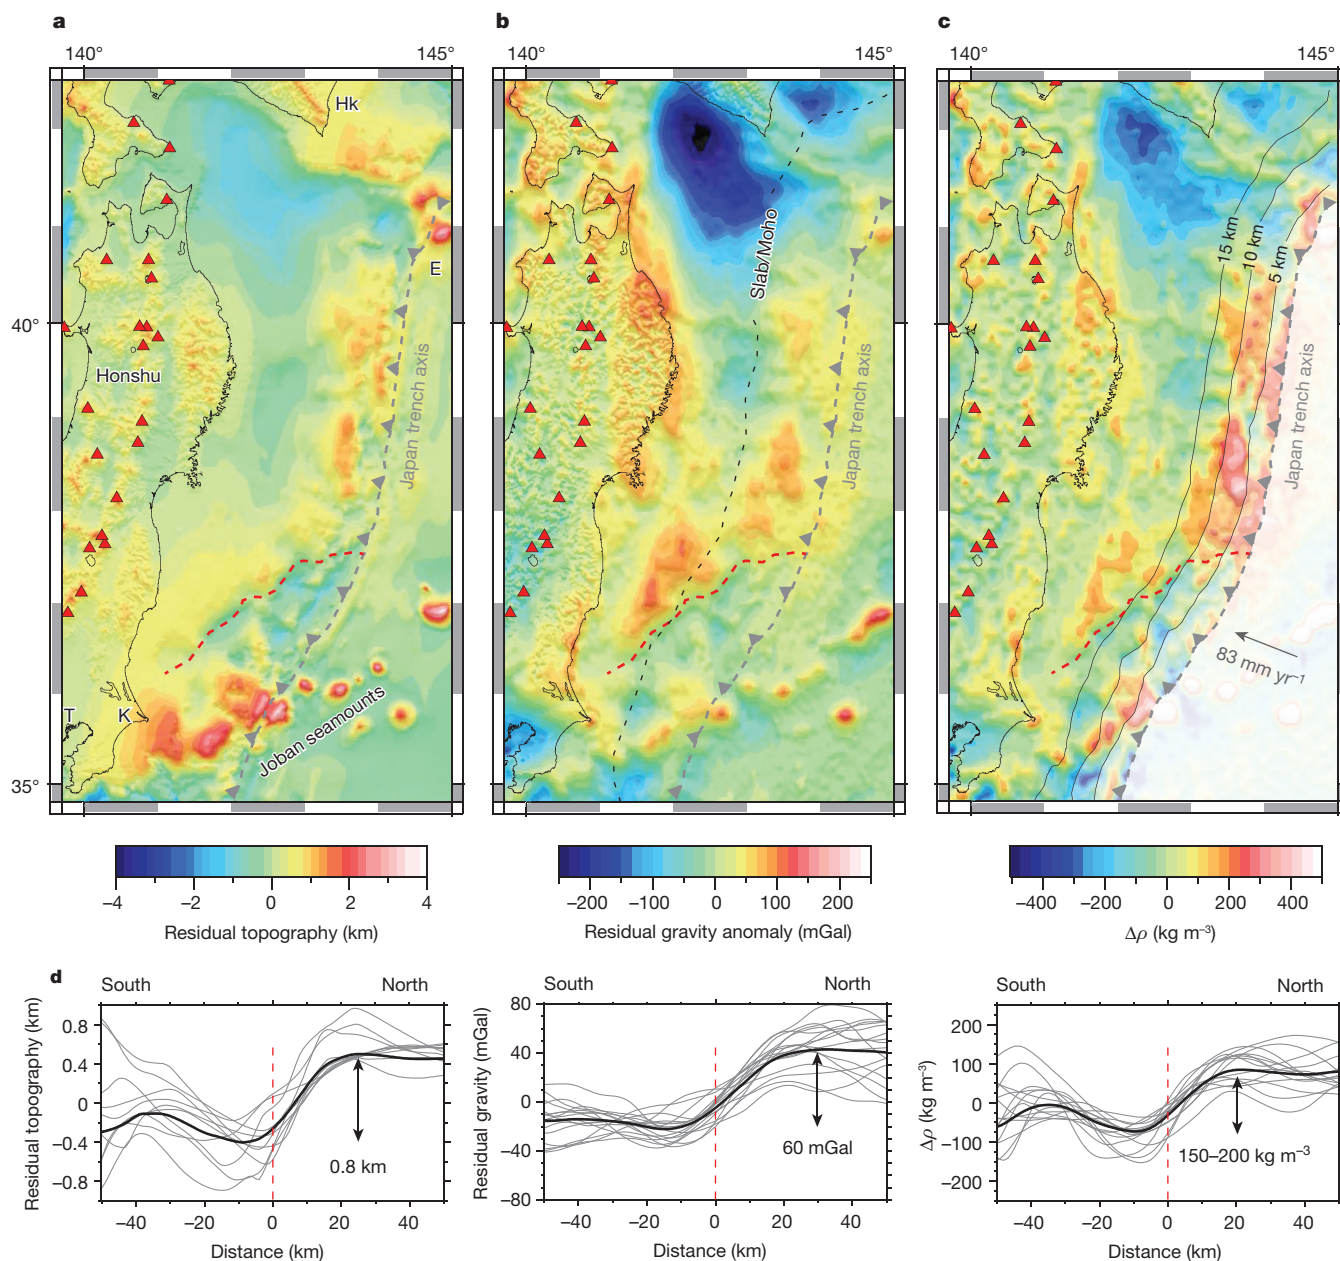 a
b
c
140°
145°
140°
145°
140°
145°
Hk
E
40°
Honshu
Japan trench axis
T
K
Joban seamounts
35°
Slab/Moho
Japan trench axis
15 km
10 km
5 km
Japan trench axis
83 mm yr⁻¹
–4
–2
0
2
4
Residual topography (km)
–200
–100
0
100
200
Residual gravity anomaly (mGal)
–400
–200
0
200
400
Δρ (kg m⁻³)
d
South
North
0.8
0.4
0
–0.4
–0.8
Residual topography (km)
0.8 km
–40
–20
0
20
40
Distance (km)
South
North
80
40
0
–40
–80
Residual gravity (mGal)
60 mGal
–40
–20
0
20
40
Distance (km)
South
North
200
100
0
–100
–200
Δρ (kg m⁻³)
150–200 kg m⁻³
–40
–20
0
20
40
Distance (km)